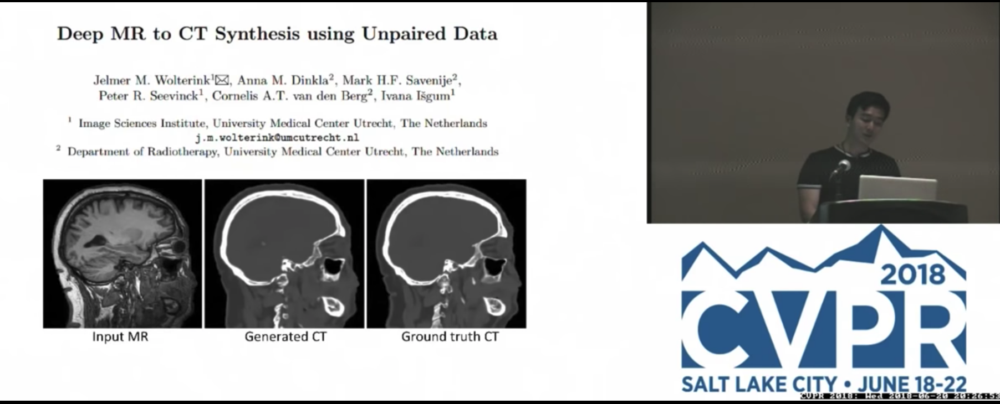 Deep MR to CT Synthesis using Unpaired Data
Jelmer M. Wolterink¹✉, Anna M. Dinkla², Mark H.F. Savenije²,
Peter R. Seevinck¹, Cornelis A.T. van den Berg², Ivana Išgum¹
¹ Image Sciences Institute, University Medical Center Utrecht, The Netherlands
j.m.wolterink@umcutrecht.nl
² Department of Radiotherapy, University Medical Center Utrecht, The Netherlands
Input MR
Generated CT
Ground truth CT
2018
CVPR
SALT LAKE CITY • JUNE 18-22
CVPR 2018: Wed 2018-06-20 20:26:53